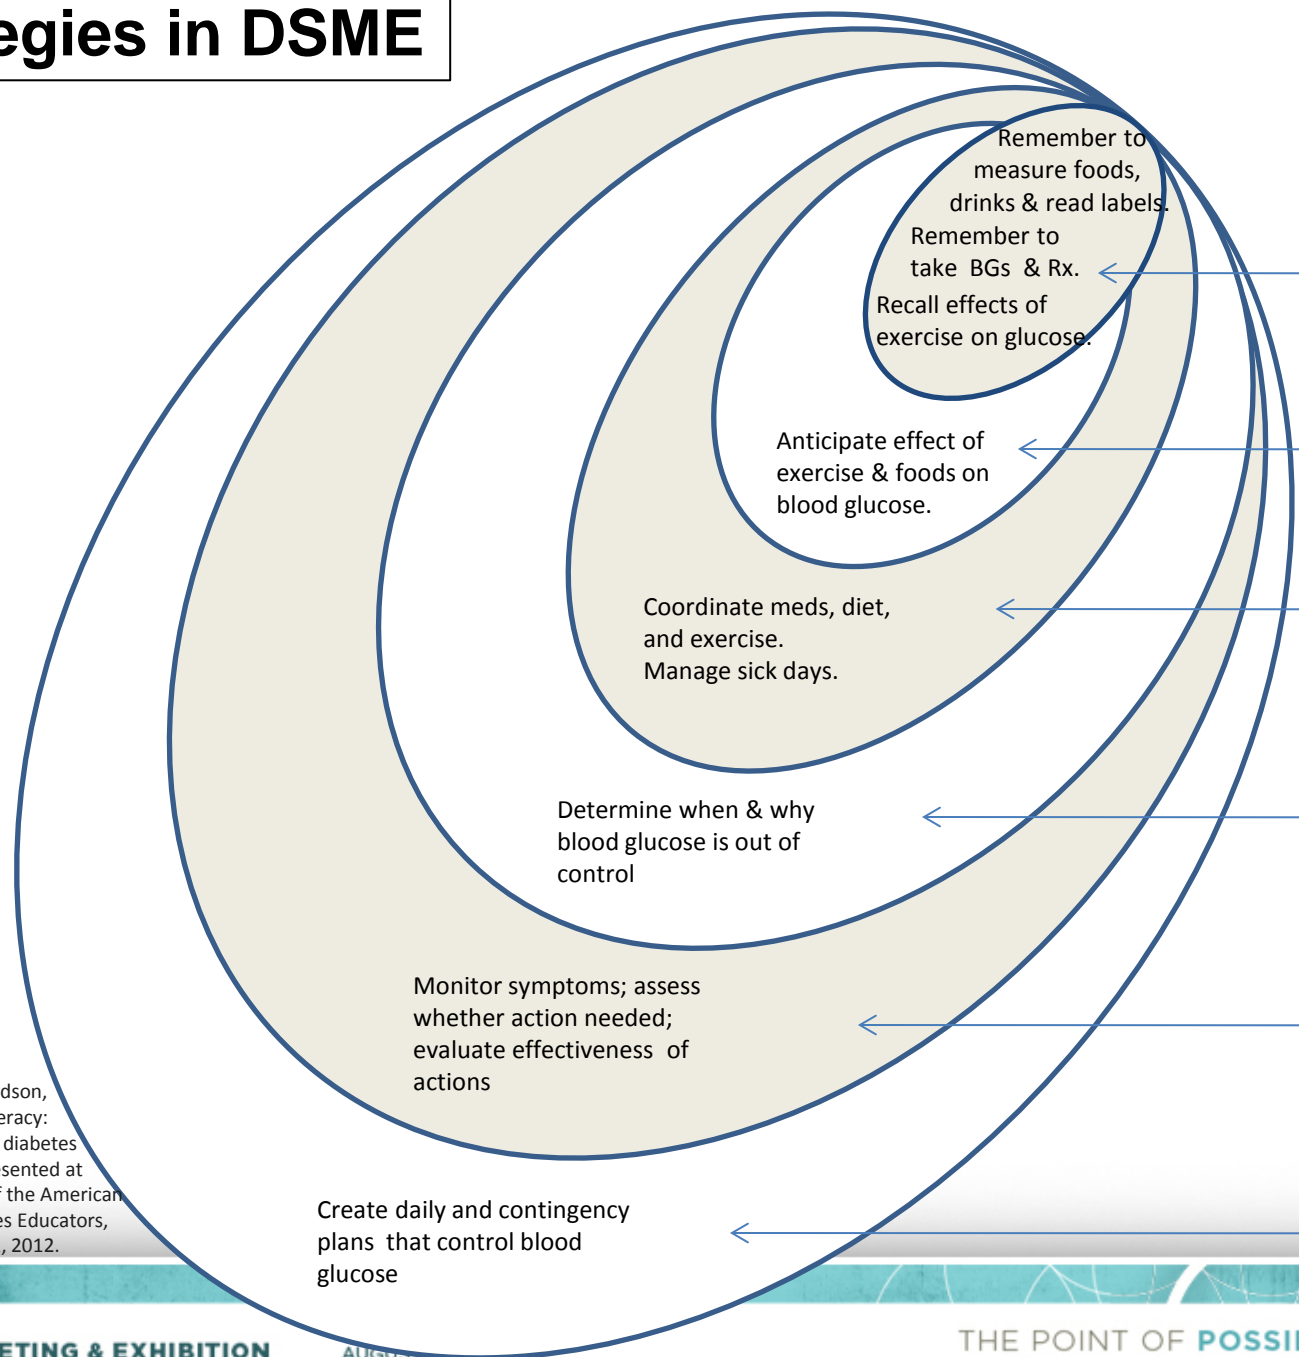 egies in DSME
Remember to
measure foods,
drinks & read labels.
Remember to
take BGs & Rx.
Recall effects of
exercise on glucose.
Anticipate effect of
exercise & foods on
blood glucose.
Coordinate meds, diet,
and exercise.
Manage sick days.
Determine when & why
blood glucose is out of
control
Monitor symptoms; assess
whether action needed;
evaluate effectiveness of
actions
Create daily and contingency
plans that control blood
glucose
dson,
eracy:
diabetes
sented at
f the American
es Educators,
, 2012.
ETING & EXHIBITION
THE POINT OF POSSI